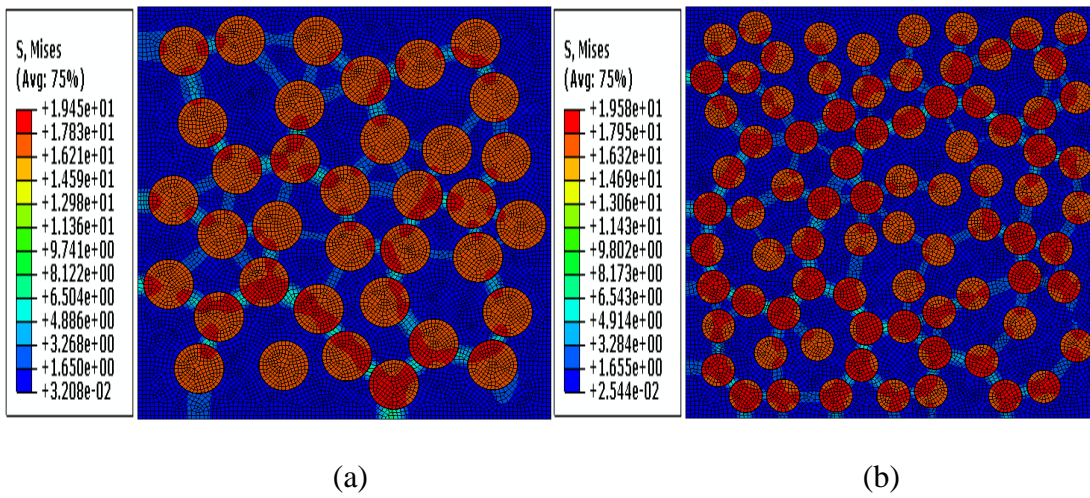 S, Mises
(Avg: 75%)
+1.945e+01
+1.783e+01
+1.621e+01
+1.459e+01
+1.298e+01
+1.136e+01
+9.741e+00
+8.122e+00
+6.504e+00
+4.886e+00
+3.268e+00
+1.650e+00
+3.208e-02
S, Mises
(Avg: 75%)
+1.958e+01
+1.795e+01
+1.632e+01
+1.469e+01
+1.306e+01
+1.143e+01
+9.802e+00
+8.173e+00
+6.543e+00
+4.914e+00
+3.284e+00
+1.655e+00
+2.544e-02
(a)
(b)